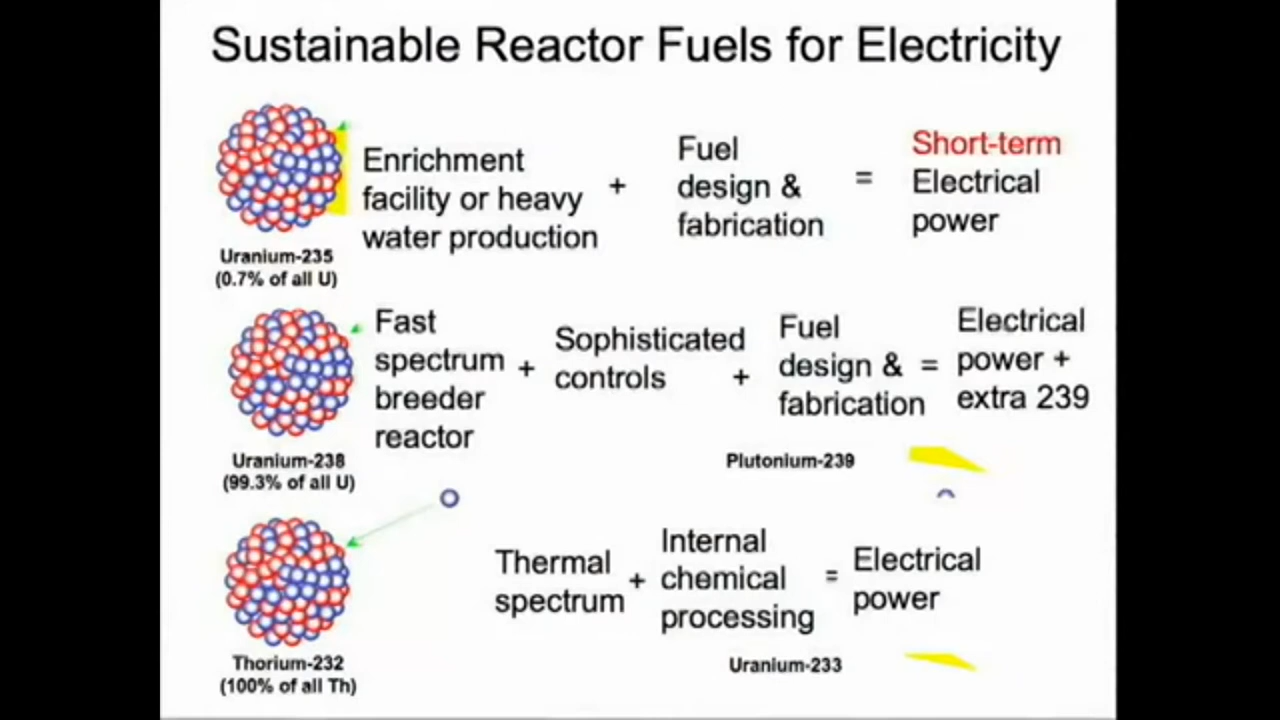 Sustainable Reactor Fuels for Electricity
Enrichment
facility or heavy
water production
+
Fuel
design &
fabrication
=
Short-term
Electrical
power
Uranium-235
(0.7% of all U)
Fast
spectrum
breeder
reactor
+
Sophisticated
controls
+
Fuel
design &
fabrication
=
Electrical
power +
extra 239
Uranium-238
(99.3% of all U)
Plutonium-239
Thermal
spectrum
+
Internal
chemical
processing
=
Electrical
power
Thorium-232
(100% of all Th)
Uranium-233